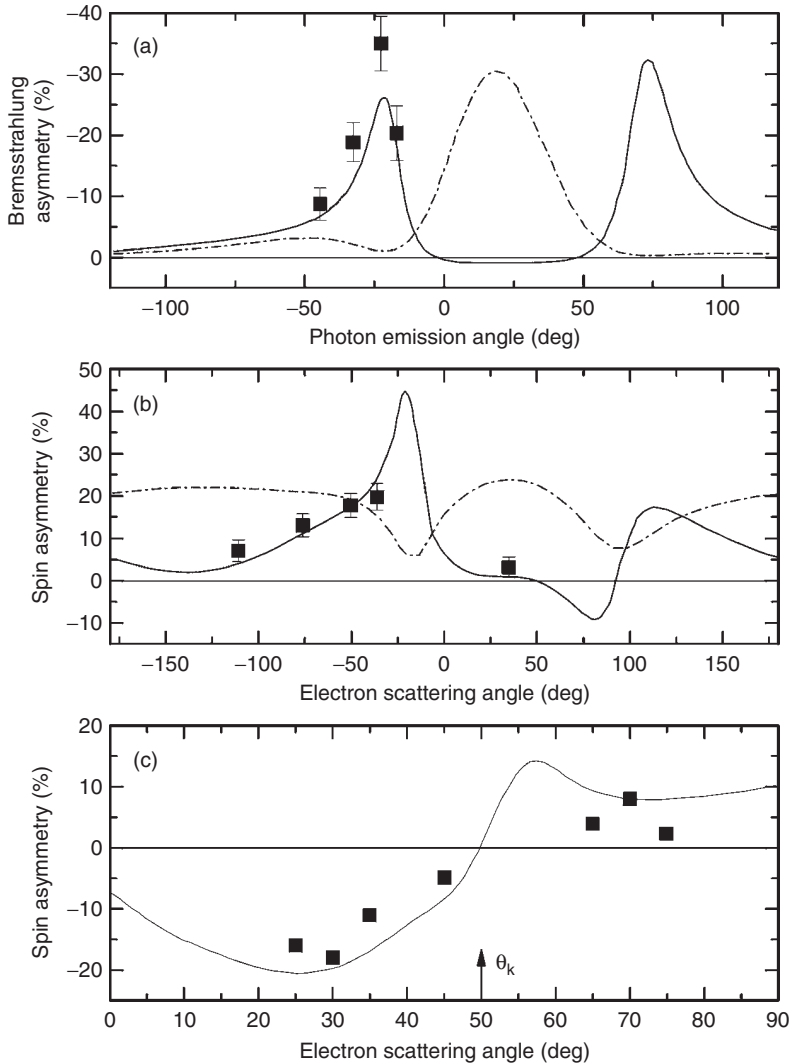 (a)
Bremsstrahlung
asymmetry (%)
−40
−30
−20
−10
0
−100 −50 0 50 100
Photon emission angle (deg)
(b)
Spin asymmetry (%)
50
40
30
20
10
0
−10
−150 −100 −50 0 50 100 150
Electron scattering angle (deg)
(c)
Spin asymmetry (%)
20
10
0
−10
−20
θk
0 10 20 30 40 50 60 70 80 90
Electron scattering angle (deg)